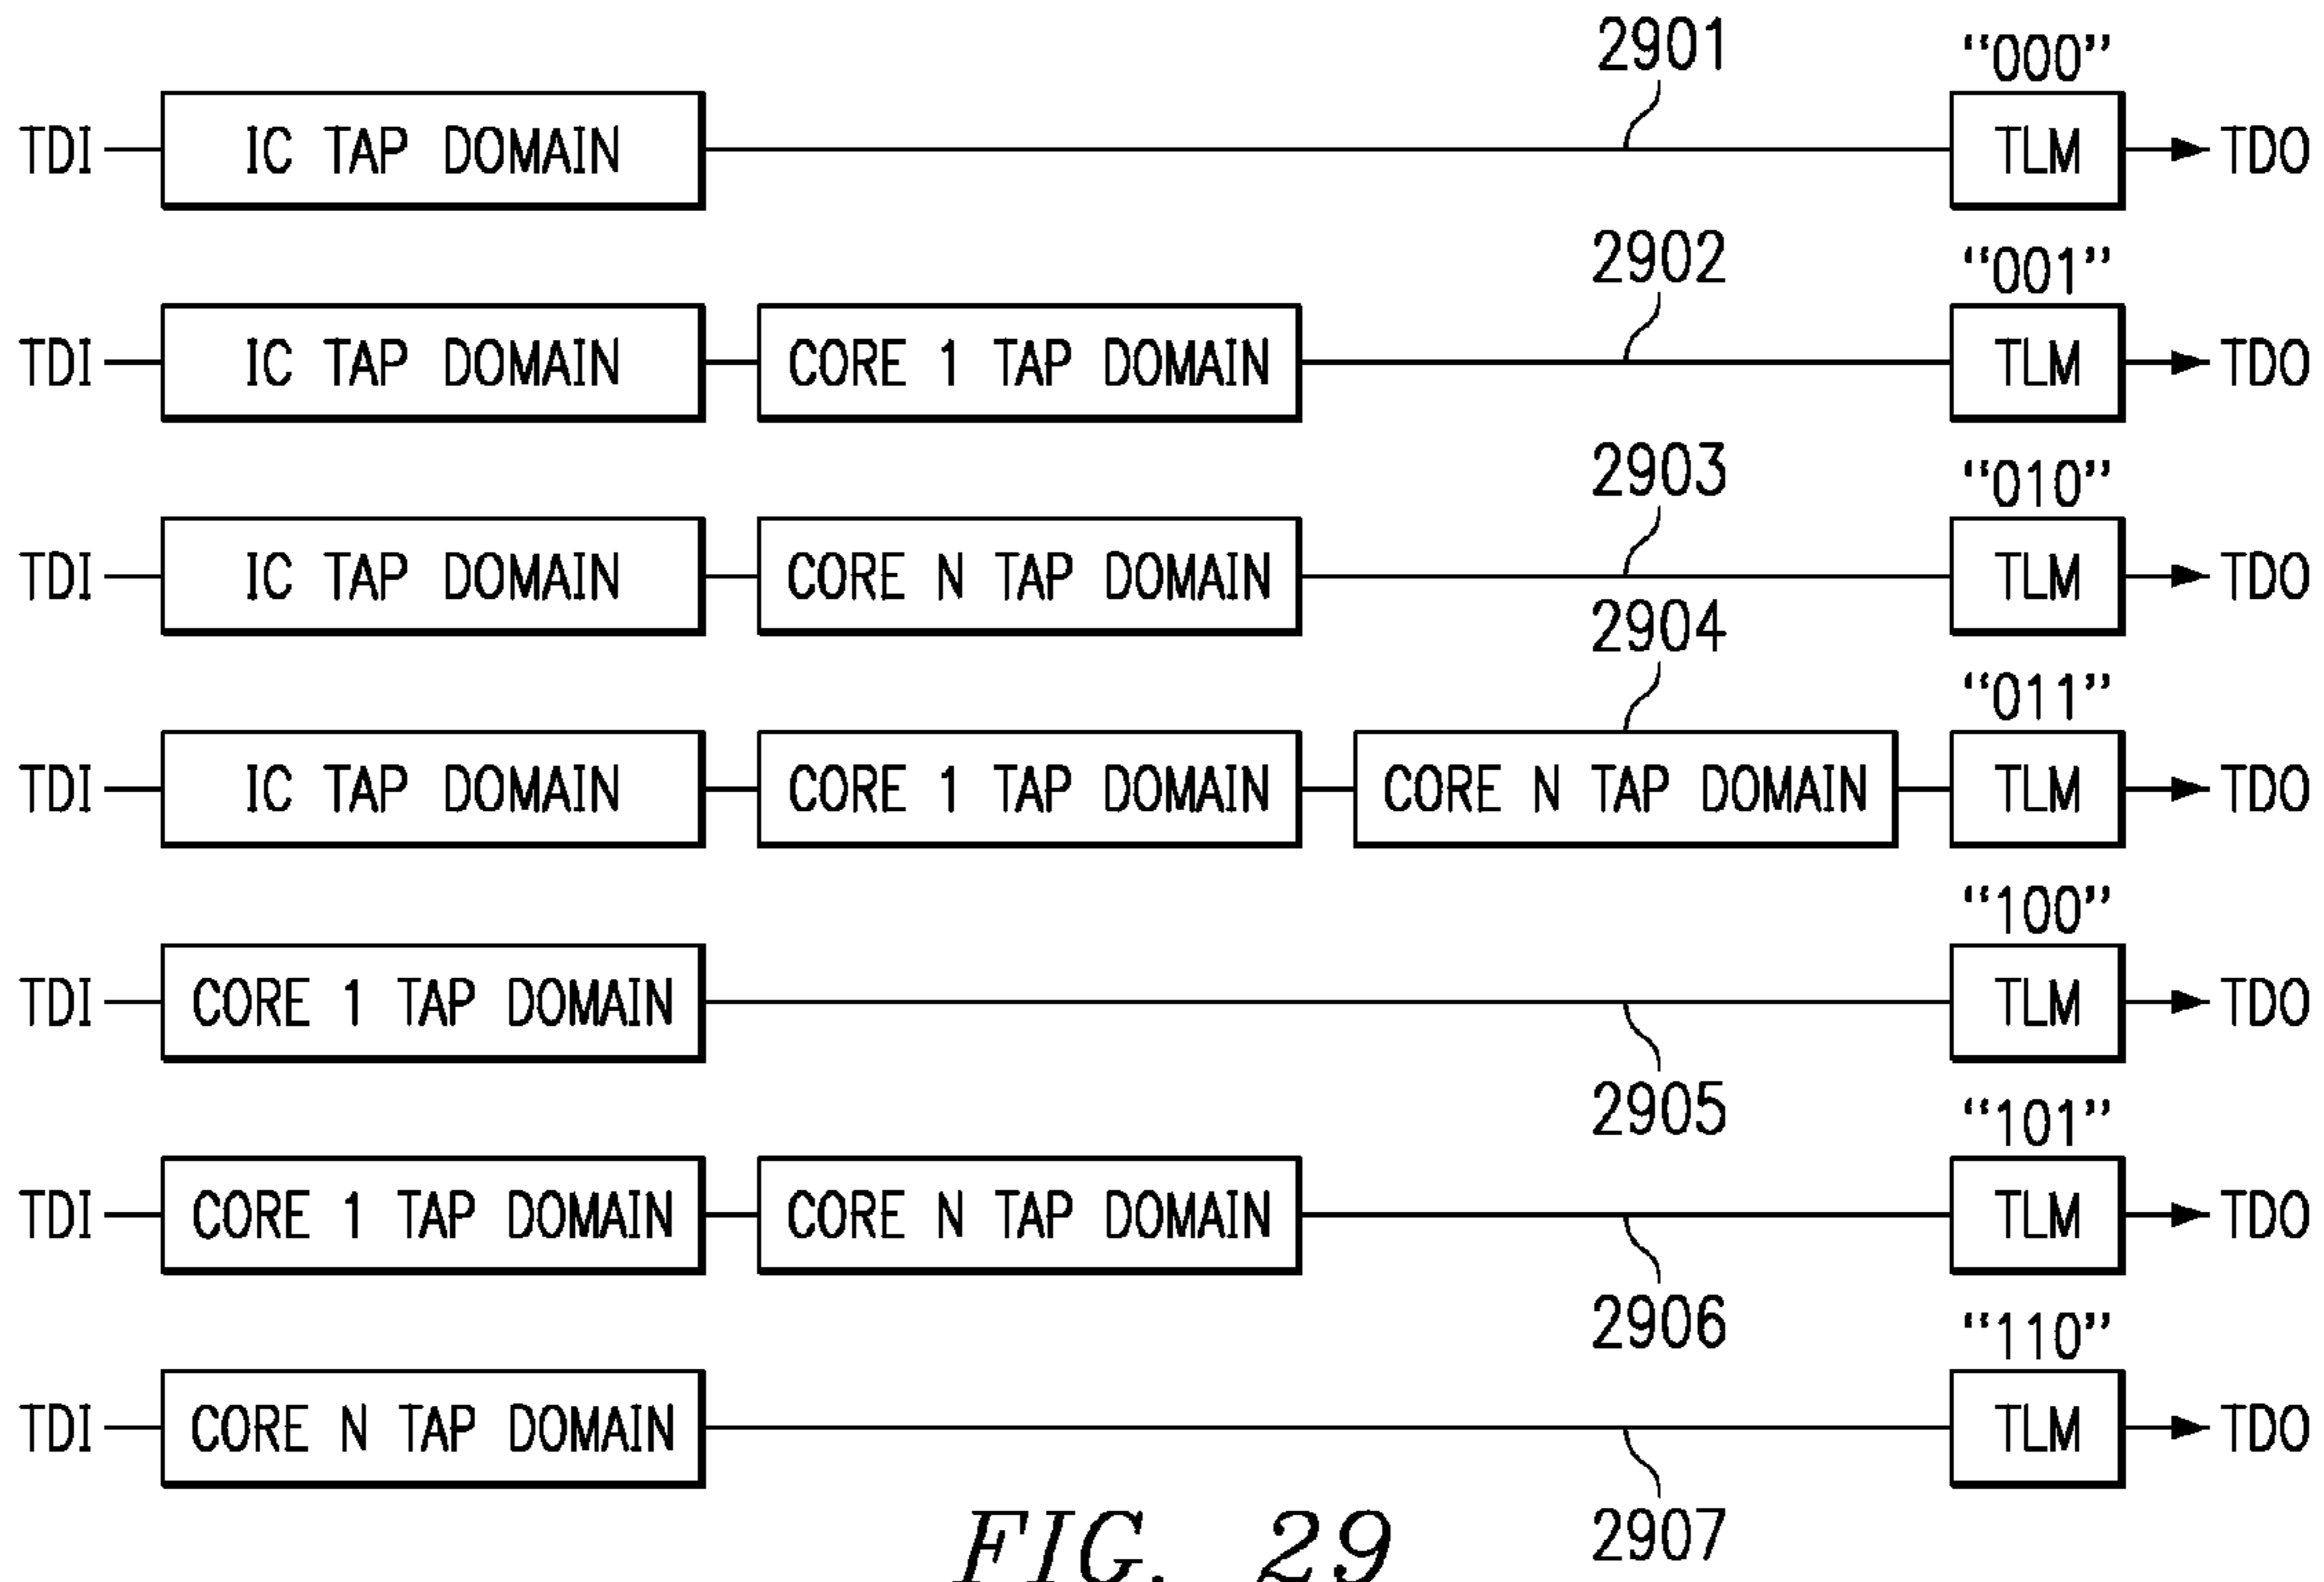 2901 “000”
TDI IC TAP DOMAIN TLM TDO
2902 “001”
TDI IC TAP DOMAIN CORE 1 TAP DOMAIN TLM TDO
2903 “010”
TDI IC TAP DOMAIN CORE N TAP DOMAIN TLM TDO
2904 “011”
TDI IC TAP DOMAIN CORE 1 TAP DOMAIN CORE N TAP DOMAIN TLM TDO
“100”
TDI CORE 1 TAP DOMAIN TLM TDO
2905 “101”
TDI CORE 1 TAP DOMAIN CORE N TAP DOMAIN TLM TDO
2906 “110”
TDI CORE N TAP DOMAIN TLM TDO
FIG. 29 2907